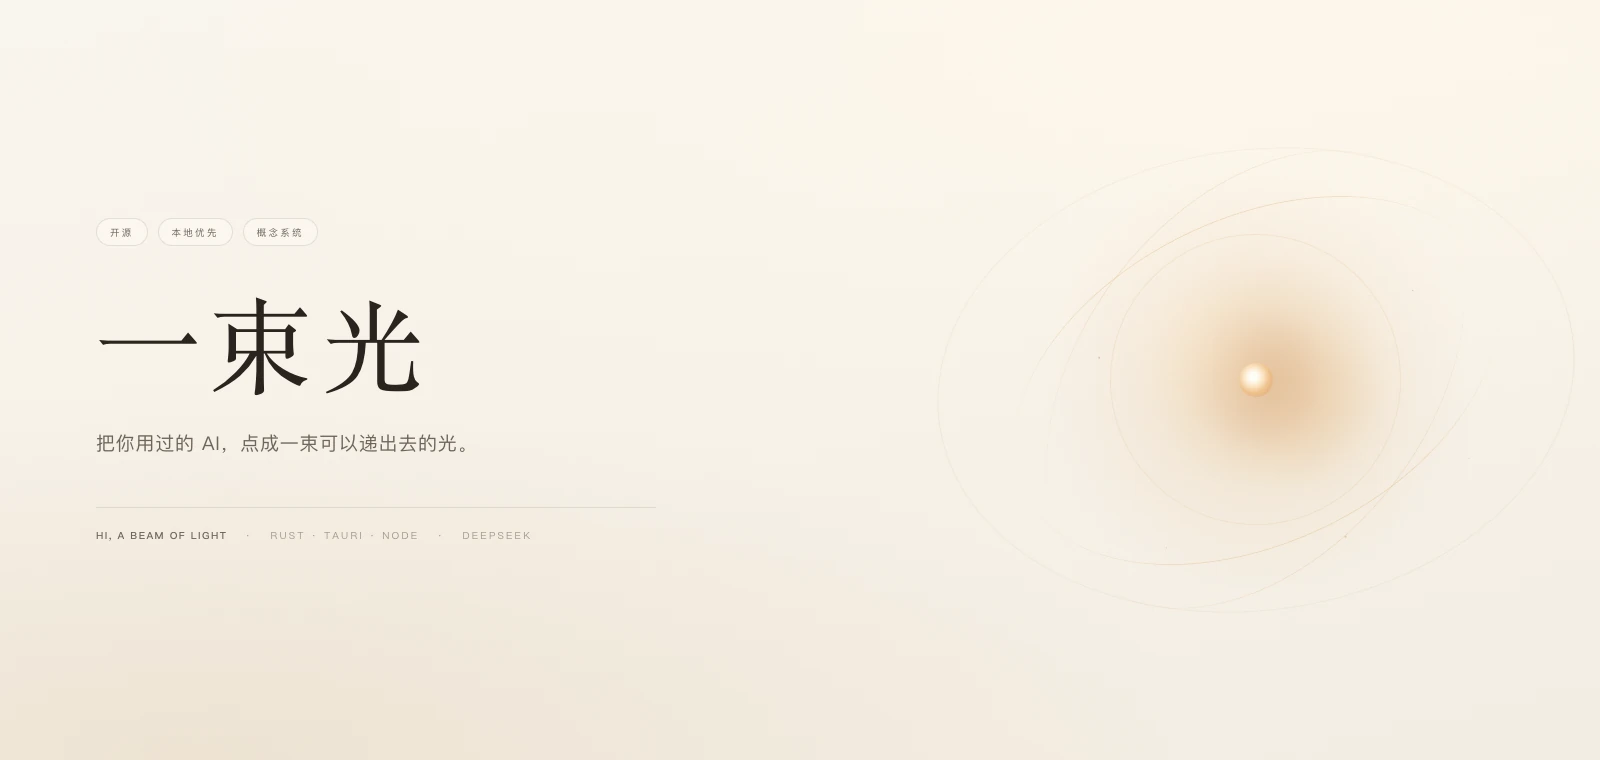 开源 本地优先 概念系统
一束光
把你用过的 AI，点成一束可以递出去的光。
HI, A BEAM OF LIGHT · RUST · TAURI · NODE · DEEPSEEK